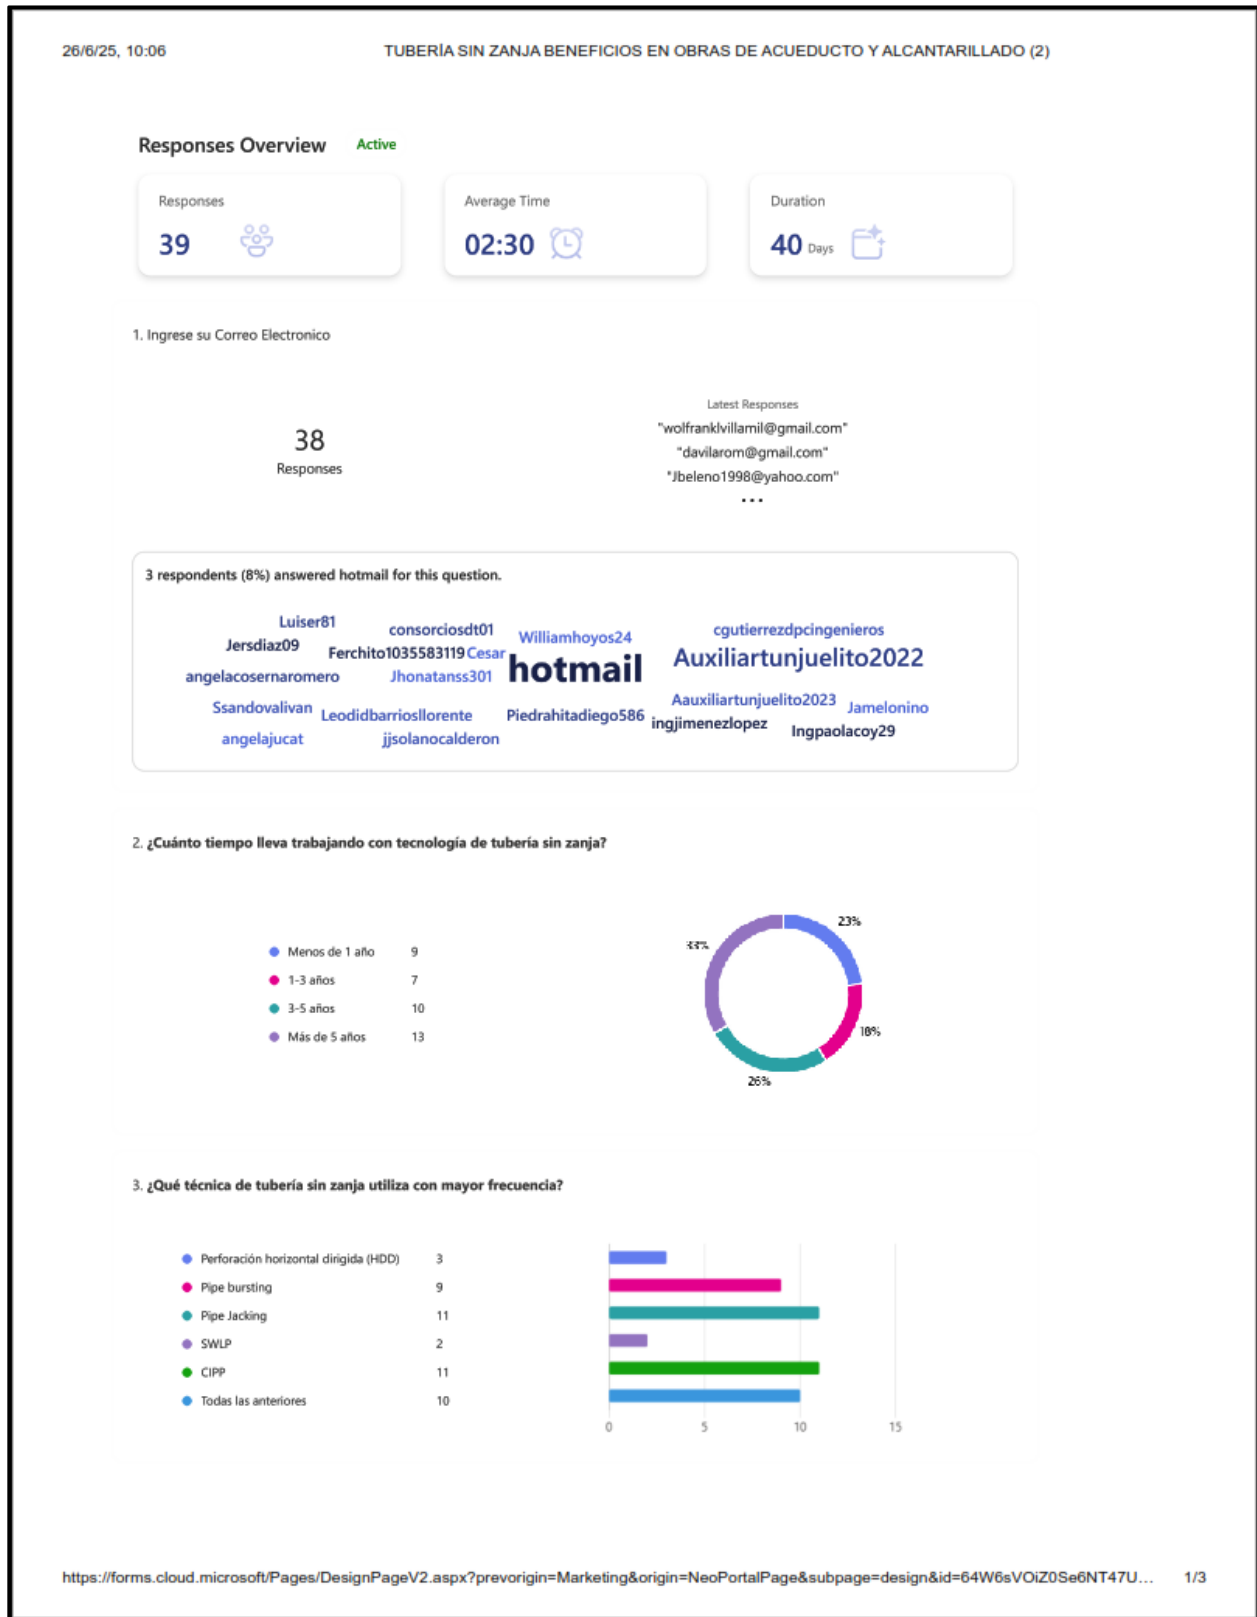 26/6/25, 10:06 TUBERÍA SIN ZANJA BENEFICIOS EN OBRAS DE ACUEDUCTO Y ALCANTARILLADO (2)
Responses Overview Active
Responses Average Time Duration
39 02:30 40 Days
1. Ingrese su Correo Electronico
Latest Responses
"wolfranklvillamil@gmail.com"
38
"davilarom@gmail.com"
Responses
"Jbeleno1998@yahoo.com"
...
3 respondents (8%) answered hotmail for this question.
Luiser81 consorciosdt01 Williamhoyos24 cgutierrezdpcingenieros
Jersdiaz09 Ferchito1035583119 Cesar hotmail Auxiliartunjuelito2022
angelacosernaromero Jhonatanss301
Ssandovalivan Leodidbarriosllorente Piedrahitadiego586 Aauxiliartunjuelito2023 Jamelonino
ingjimenezlopez Ingpaolacoy29
angelajucat jjsolanocalderon
2. ¿Cuánto tiempo lleva trabajando con tecnología de tubería sin zanja?
Menos de 1 año 9
1-3 años 7
3-5 años 10
Más de 5 años 13
23%
33%
18%
26%
3. ¿Qué técnica de tubería sin zanja utiliza con mayor frecuencia?
Perforación horizontal dirigida (HDD) 3
Pipe bursting 9
Pipe Jacking 11
SWLP 2
CIPP 11
Todas las anteriores 10
0 5 10 15
https://forms.cloud.microsoft/Pages/DesignPageV2.aspx?prevorigin=Marketing&origin=NeoPortalPage&subpage=design&id=64W6sVOiZ0Se6NT47U... 1/3